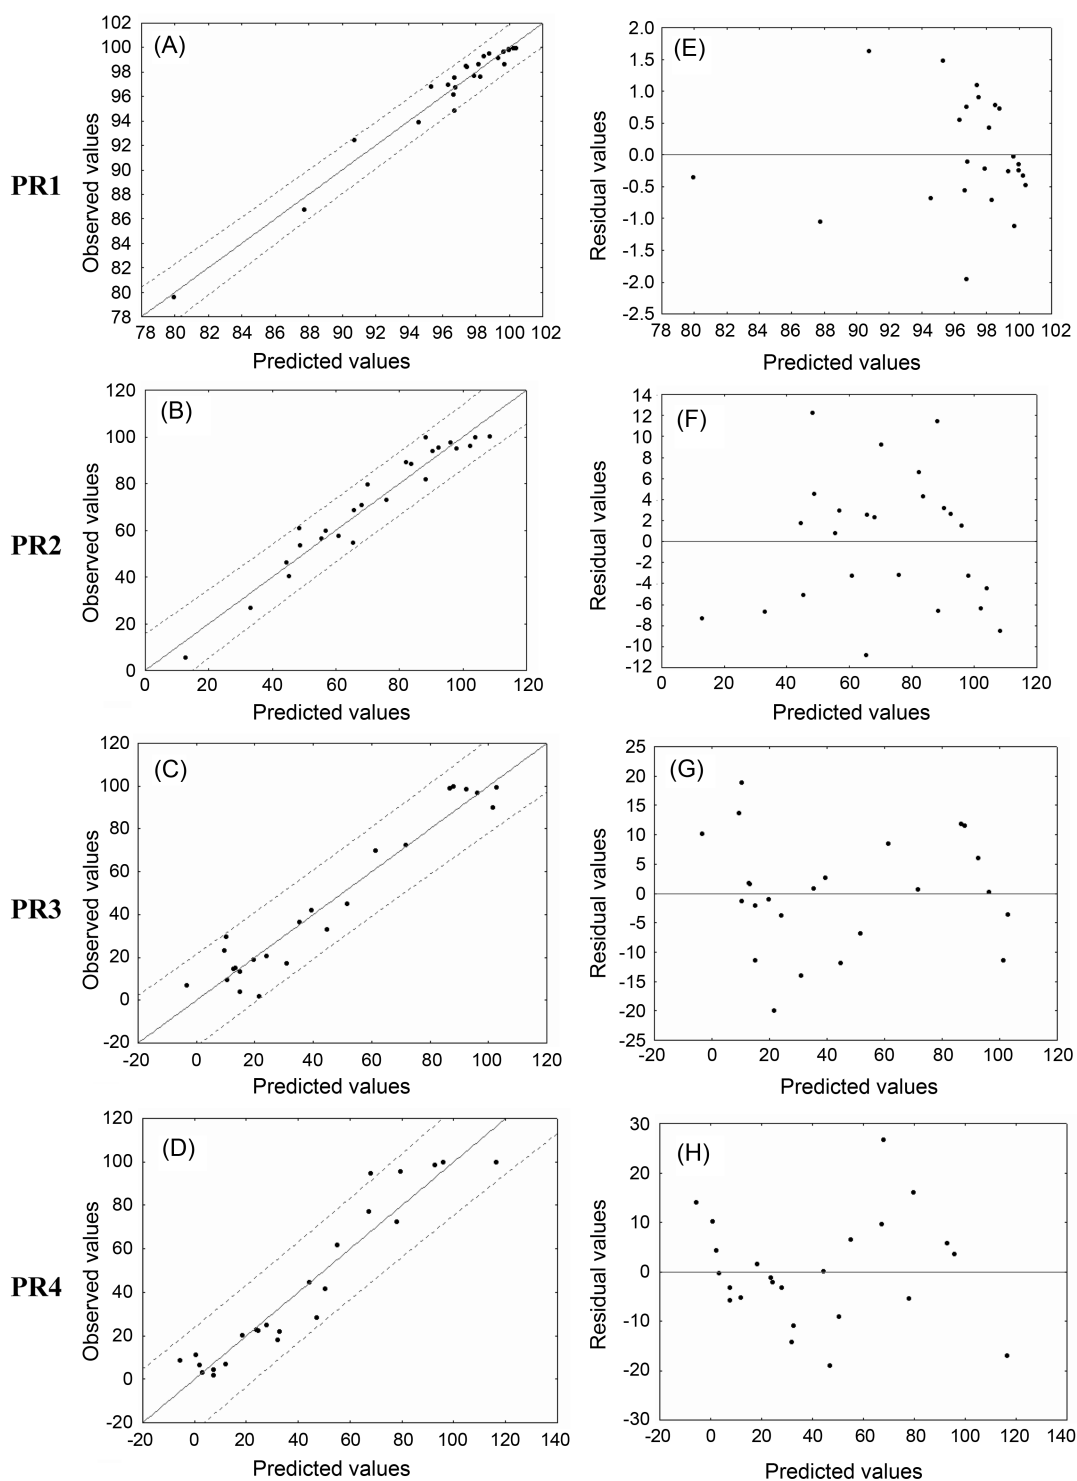 PR1
(A)
Observed values
102
100
98
96
94
92
90
88
86
84
82
80
78
78 80 82 84 86 88 90 92 94 96 98 100 102
Predicted values
(E)
Residual values
2.0
1.5
1.0
0.5
0.0
-0.5
-1.0
-1.5
-2.0
-2.5
78 80 82 84 86 88 90 92 94 96 98 100 102
Predicted values
PR2
(B)
Observed values
120
100
80
60
40
20
0
0 20 40 60 80 100 120
Predicted values
(F)
Residual values
14
12
10
8
6
4
2
0
-2
-4
-6
-8
-10
-12
0 20 40 60 80 100 120
Predicted values
PR3
(C)
Observed values
120
100
80
60
40
20
0
-20
-20 0 20 40 60 80 100 120
Predicted values
(G)
Residual values
25
20
15
10
5
0
-5
-10
-15
-20
-25
-20 0 20 40 60 80 100 120
Predicted values
PR4
(D)
Observed values
120
100
80
60
40
20
0
-20
-20 0 20 40 60 80 100 120 140
Predicted values
(H)
Residual values
30
20
10
0
-10
-20
-30
-20 0 20 40 60 80 100 120 140
Predicted values